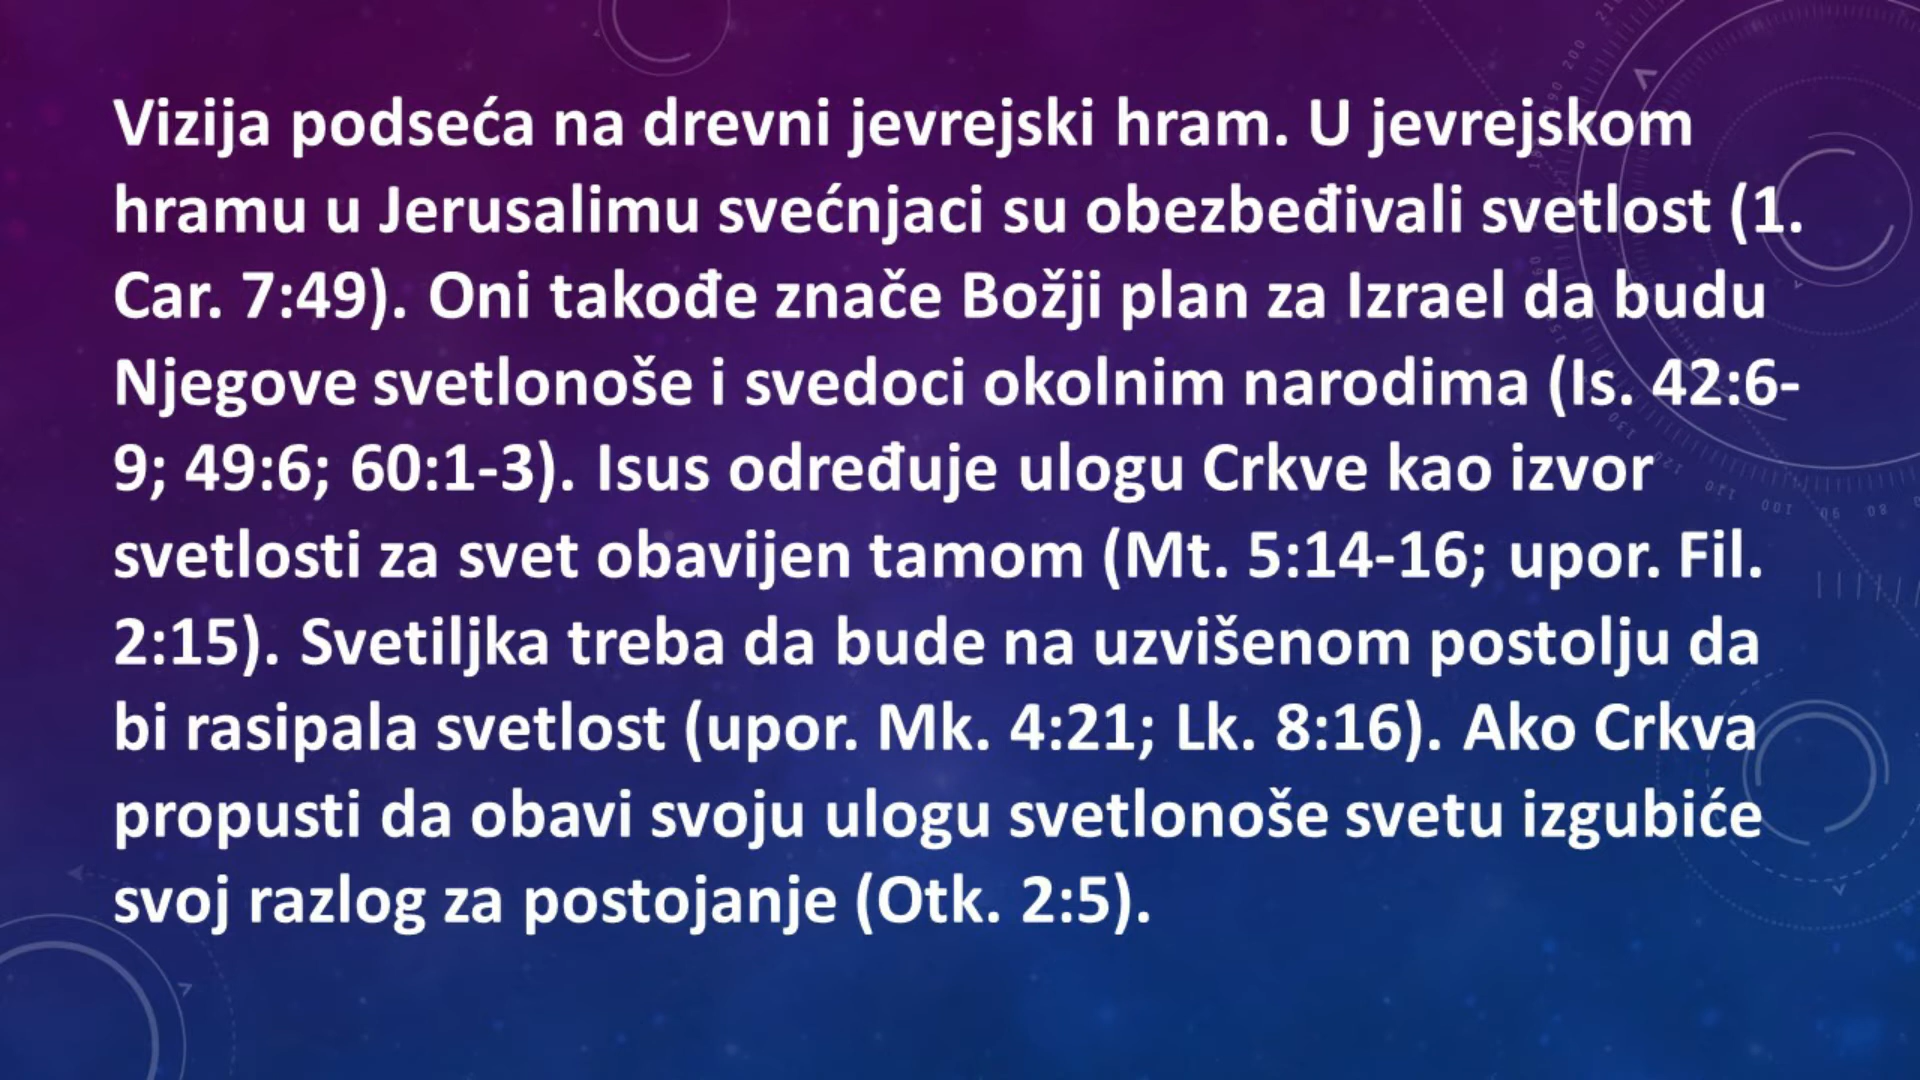 Vizija podseća na drevni jevrejski hram. U jevrejskom
hramu u Jerusalimu svećnjaci su obezbeđivali svetlost (1.
Car. 7:49). Oni takođe znače Božji plan za Izrael da budu
Njegove svetlonoše i svedoci okolnim narodima (Is. 42:6-
9; 49:6; 60:1-3). Isus određuje ulogu Crkve kao izvor
svetlosti za svet obavijen tamom (Mt. 5:14-16; upor. Fil.
2:15). Svetiljka treba da bude na uzvišenom postolju da
bi rasipala svetlost (upor. Mk. 4:21; Lk. 8:16). Ako Crkva
propusti da obavi svoju ulogu svetlonoše svetu izgubiće
svoj razlog za postojanje (Otk. 2:5).